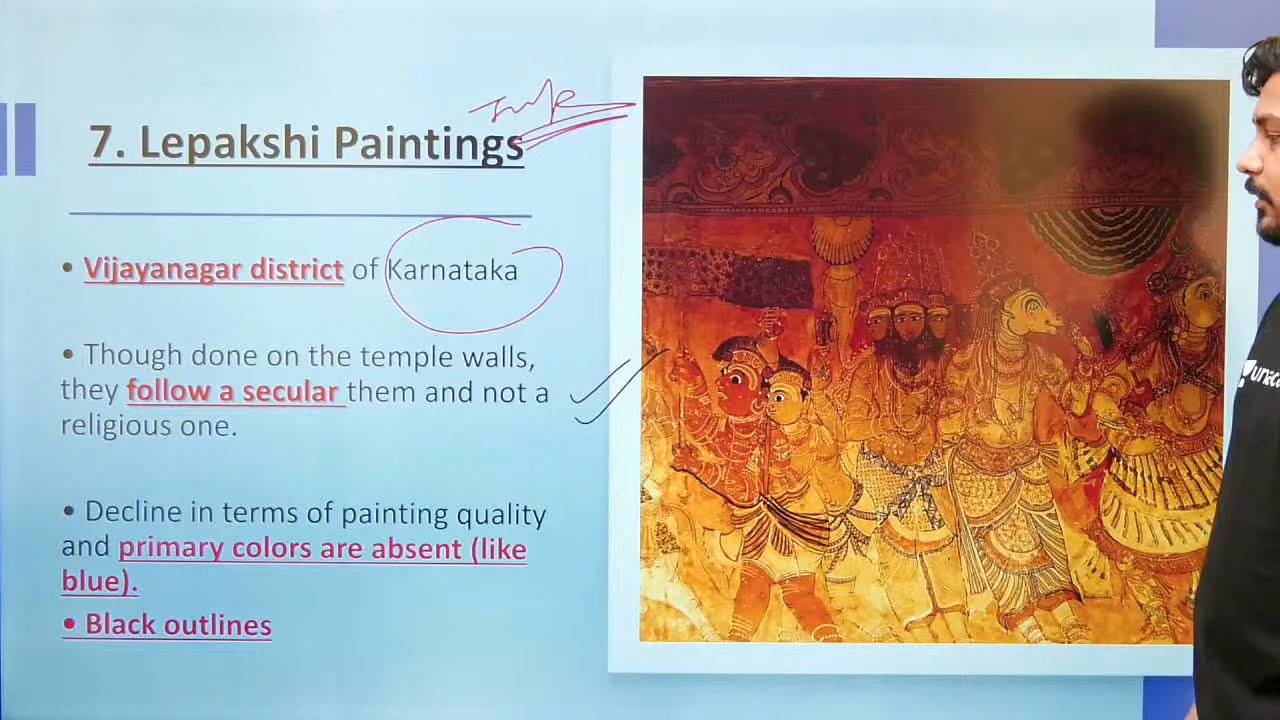 Imp
7. Lepakshi Paintings
• Vijayanagar district of Karnataka
• Though done on the temple walls,
they follow a secular them and not a
religious one.
• Decline in terms of painting quality
and primary colors are absent (like
blue).
• Black outlines